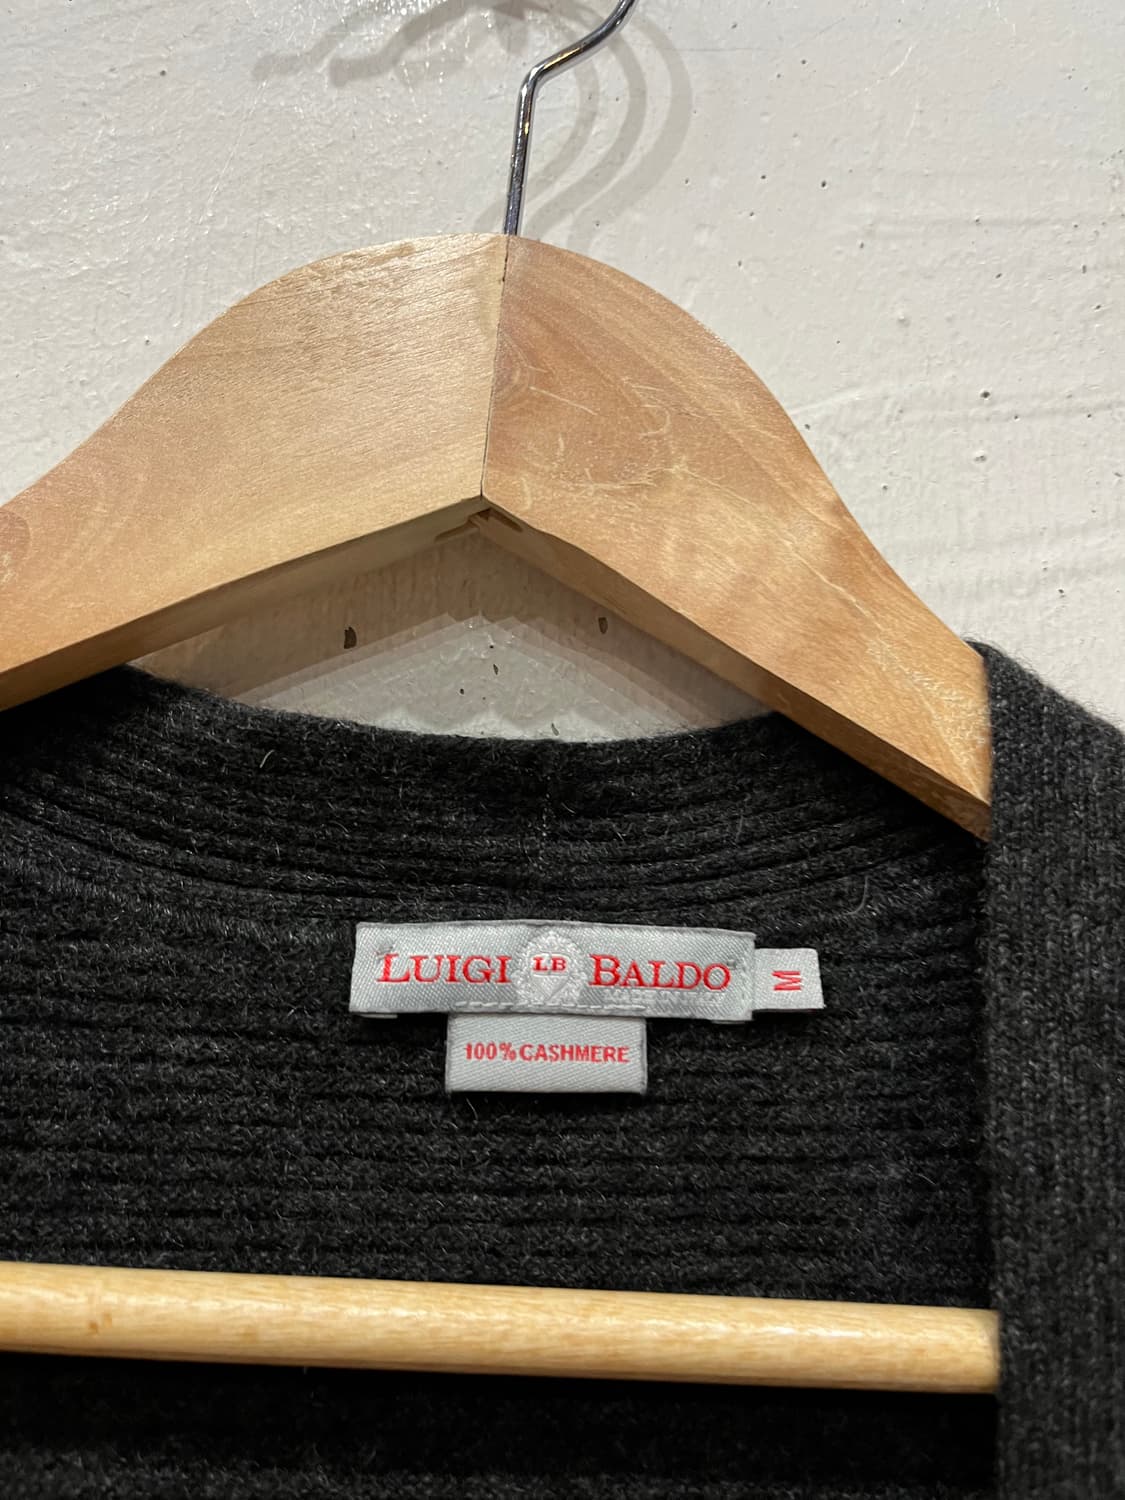 LUIGI LB BALDO
M
100% CASHMERE